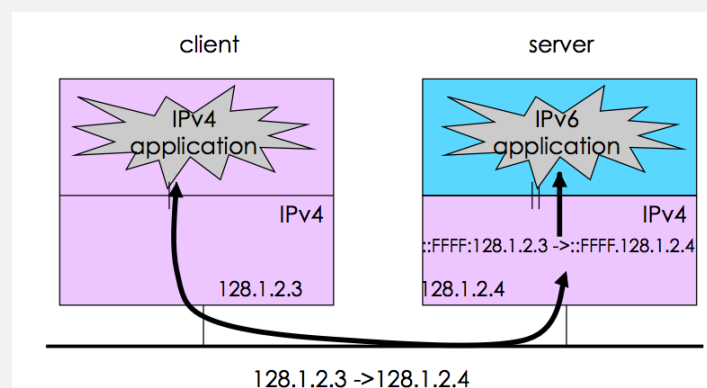 client
server
IPv4
application
IPv6
application
IPv4
IPv4
::FFFF:128.1.2.3 ->::FFFF.128.1.2.4
128.1.2.3
128.1.2.4
128.1.2.3 ->128.1.2.4